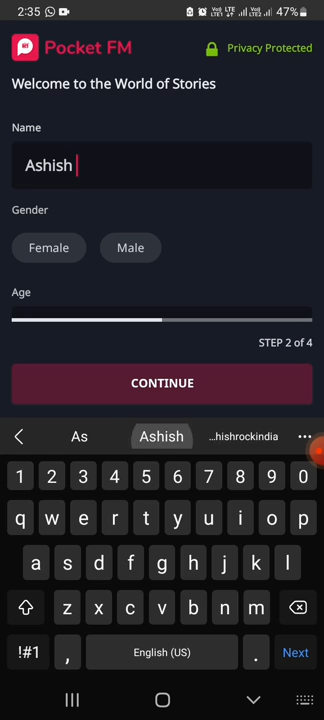 2:35 47%
Pocket FM Privacy Protected
Welcome to the World of Stories
Name
Ashish
Gender
Female Male
Age
STEP 2 of 4
CONTINUE
As Ashish ...hishrockindia
1 2 3 4 5 6 7 8 9 0
q w e r t y u i o p
a s d f g h j k l
z x c v b n m
!#1 , English (US) . Next